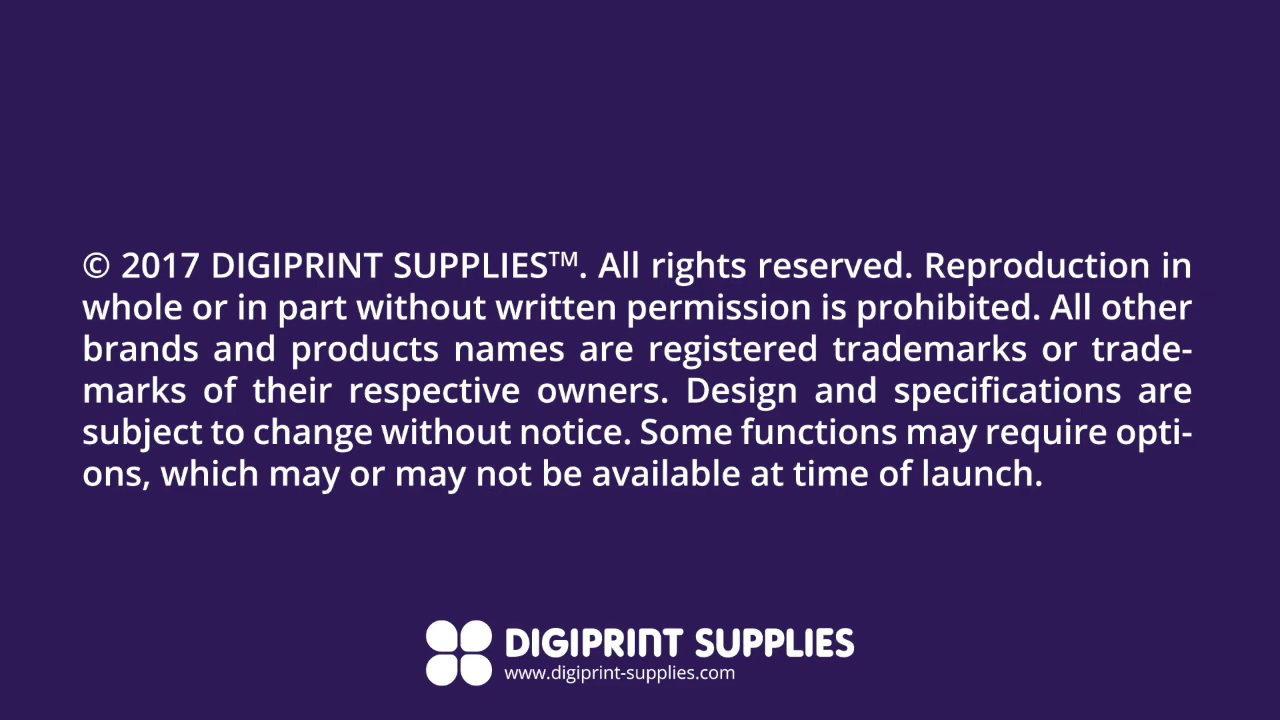 © 2017 DIGIPRINT SUPPLIES™. All rights reserved. Reproduction in
whole or in part without written permission is prohibited. All other
brands and products names are registered trademarks or trade-
marks of their respective owners. Design and specifications are
subject to change without notice. Some functions may require opti-
ons, which may or may not be available at time of launch.
DIGIPRINT SUPPLIES
www.digiprint-supplies.com